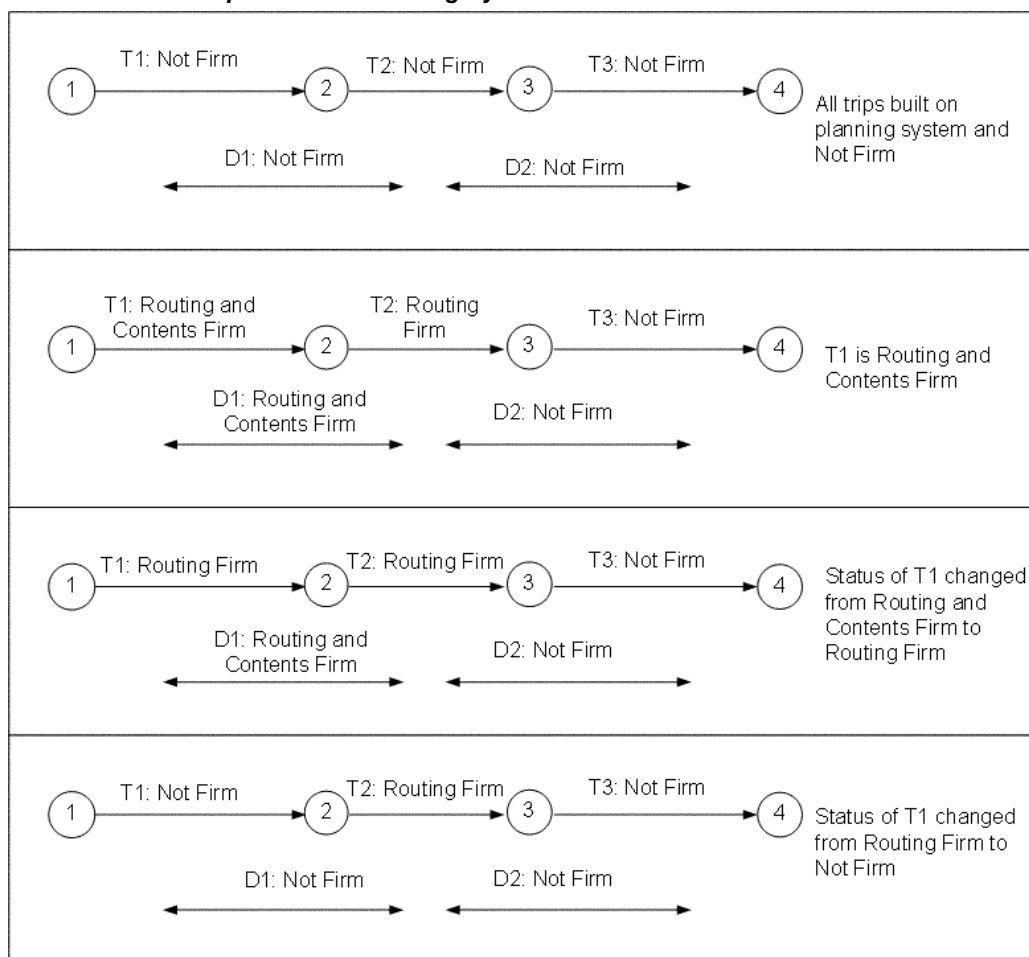 T1: Not Firm
T2: Not Firm
T3: Not Firm
1
2
3
4
All trips built on
planning system and
Not Firm
D1: Not Firm
D2: Not Firm
T1: Routing and
Contents Firm
T2: Routing
Firm
T3: Not Firm
1
2
3
4
T1 is Routing and
Contents Firm
D1: Routing and
Contents Firm
D2: Not Firm
T1: Routing Firm
T2: Routing Firm
T3: Not Firm
1
2
3
4
Status of T1 changed
from Routing and
Contents Firm to
Routing Firm
D1: Routing and
Contents Firm
D2: Not Firm
T1: Not Firm
T2: Routing Firm
T3: Not Firm
1
2
3
4
Status of T1 changed
from Routing Firm to
Not Firm
D1: Not Firm
D2: Not Firm